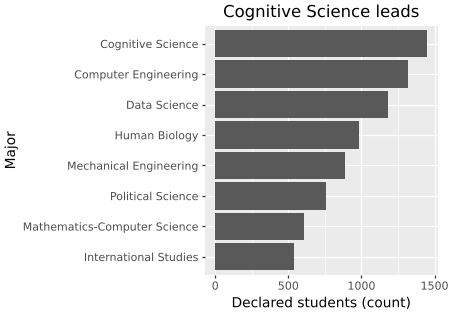 Cognitive Science leads
Major
Cognitive Science
Computer Engineering
Data Science
Human Biology
Mechanical Engineering
Political Science
Mathematics-Computer Science
International Studies
0 500 1000 1500
Declared students (count)